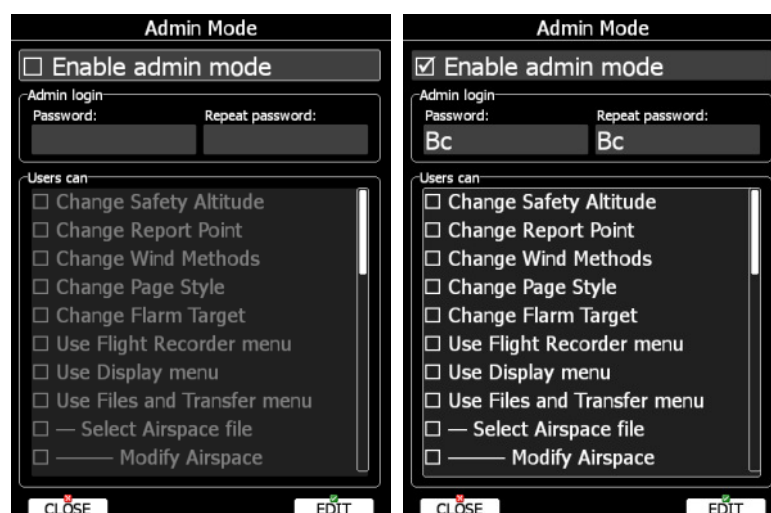 Admin Mode
☐ Enable admin mode
Admin login
Password: Repeat password:
Users can
☐ Change Safety Altitude
☐ Change Report Point
☐ Change Wind Methods
☐ Change Page Style
☐ Change Flarm Target
☐ Use Flight Recorder menu
☐ Use Display menu
☐ Use Files and Transfer menu
☐ — Select Airspace file
☐ ——— Modify Airspace
CLOSE EDIT
Admin Mode
☑ Enable admin mode
Admin login
Password: Repeat password:
Bc Bc
Users can
☐ Change Safety Altitude
☐ Change Report Point
☐ Change Wind Methods
☐ Change Page Style
☐ Change Flarm Target
☐ Use Flight Recorder menu
☐ Use Display menu
☐ Use Files and Transfer menu
☐ — Select Airspace file
☐ ——— Modify Airspace
CLOSE EDIT